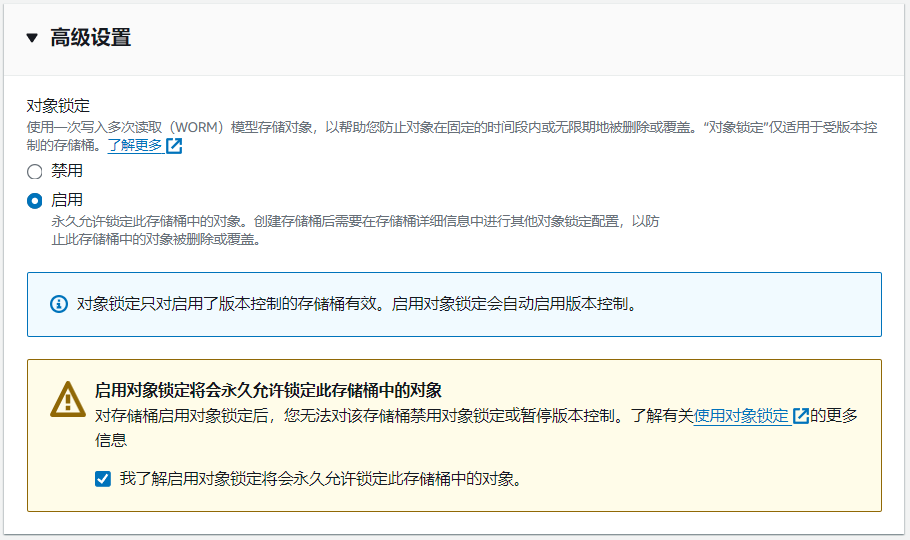 高级设置
对象锁定
使用一次写入多次读取（WORM）模型存储对象，以帮助您防止对象在固定的时间段内或无限期地被删除或覆盖。“对象锁定”仅适用于受版本控
制的存储桶。了解更多
禁用
启用
永久允许锁定此存储桶中的对象。创建存储桶后需要在存储桶详细信息中进行其他对象锁定配置，以防
止此存储桶中的对象被删除或覆盖。
对象锁定只对启用了版本控制的存储桶有效。启用对象锁定会自动启用版本控制。
启用对象锁定将会永久允许锁定此存储桶中的对象
对存储桶启用对象锁定后，您无法对该存储桶禁用对象锁定或暂停版本控制。了解有关使用对象锁定的更多
信息
我了解启用对象锁定将会永久允许锁定此存储桶中的对象。